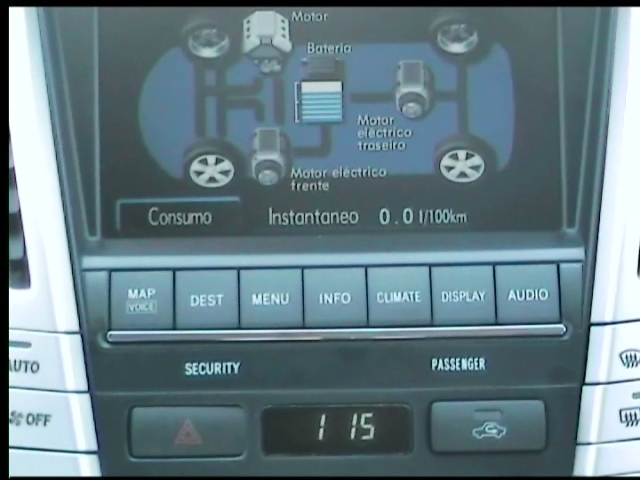 Motor
Bateria
Motor
eléctrico
traseiro
Motor eléctrico
frente
Consumo
Instantaneo 0.0 l/100km
MAP
VOICE
DEST
MENU
INFO
CLIMATE
DISPLAY
AUDIO
AUTO
SECURITY
PASSENGER
OFF
1 15